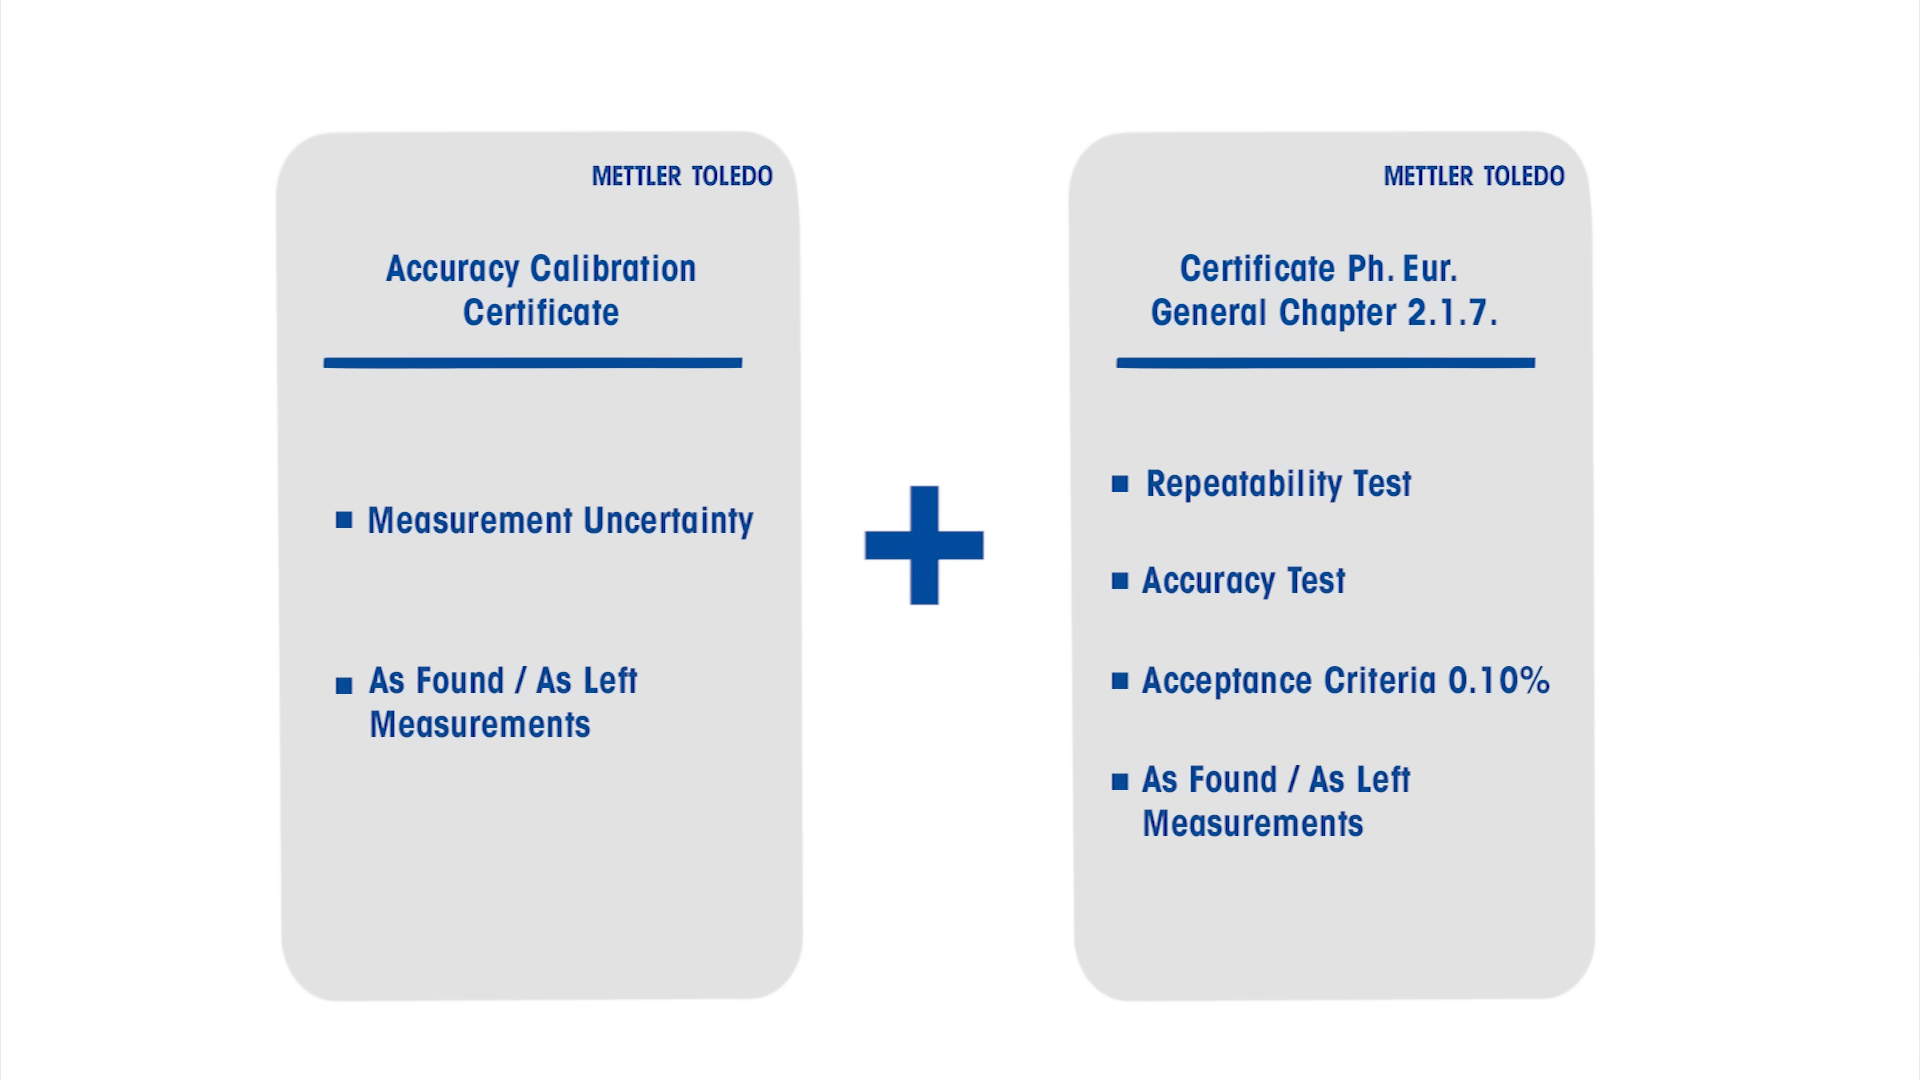 METTLER TOLEDO
Accuracy Calibration
Certificate
■ Measurement Uncertainty
■ As Found / As Left
Measurements
METTLER TOLEDO
Certificate Ph. Eur.
General Chapter 2.1.7.
■ Repeatability Test
■ Accuracy Test
■ Acceptance Criteria 0.10%
■ As Found / As Left
Measurements